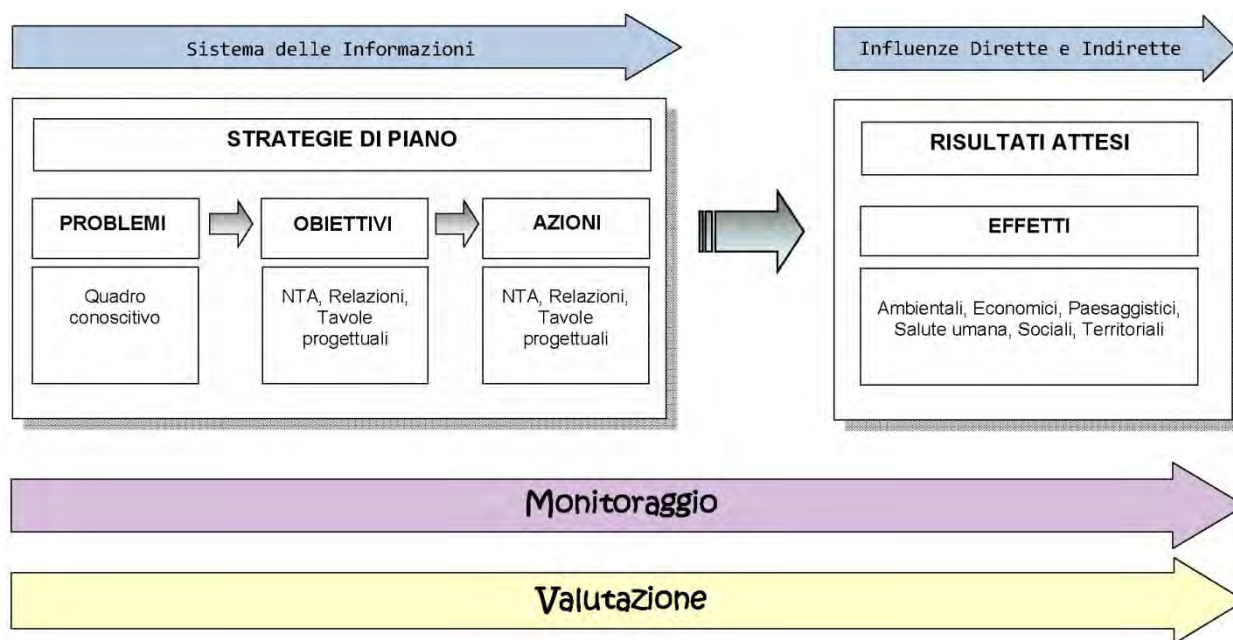 Sistema delle Informazioni
Influenze Dirette e Indirette
STRATEGIE DI PIANO
PROBLEMI
OBIETTIVI
AZIONI
Quadro
conoscitivo
NTA, Relazioni,
Tavole
progettuali
NTA, Relazioni,
Tavole
progettuali
RISULTATI ATTESI
EFFETTI
Ambientali, Economici, Paesaggistici,
Salute umana, Sociali, Territoriali
Monitoraggio
Valutazione